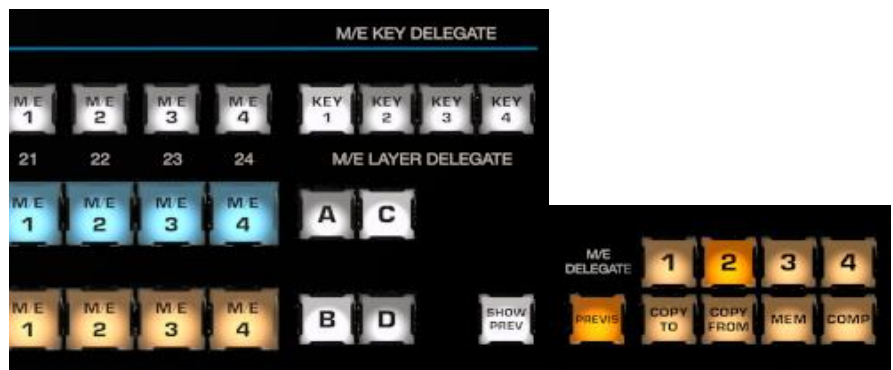 M/E KEY DELEGATE
M/E 1 M/E 2 M/E 3 M/E 4 KEY 1 KEY 2 KEY 3 KEY 4
21 22 23 24 M/E LAYER DELEGATE
M/E 1 M/E 2 M/E 3 M/E 4 A C
M/E DELEGATE 1 2 3 4
M/E 1 M/E 2 M/E 3 M/E 4 B D SHOW PREV PREVIS COPY TO COPY FROM MEM COMP